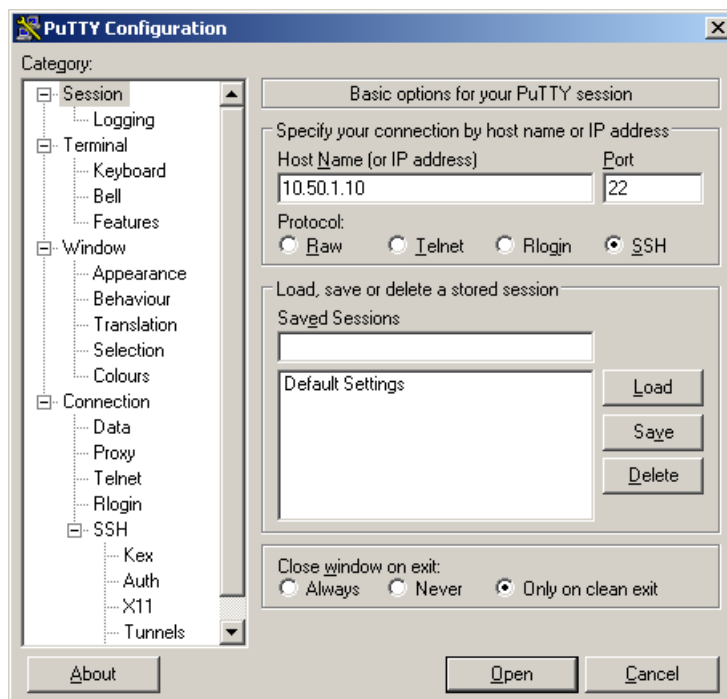 PuTTY Configuration
Category:
Session
Logging
Terminal
Keyboard
Bell
Features
Window
Appearance
Behaviour
Translation
Selection
Colours
Connection
Data
Proxy
Telnet
Rlogin
SSH
Kex
Auth
X11
Tunnels
Basic options for your PuTTY session
Specify your connection by host name or IP address
Host Name (or IP address) Port
10.50.1.10 22
Protocol:
Raw Telnet Rlogin SSH
Load, save or delete a stored session
Saved Sessions
Default Settings
Load
Save
Delete
Close window on exit:
Always Never Only on clean exit
About Open Cancel